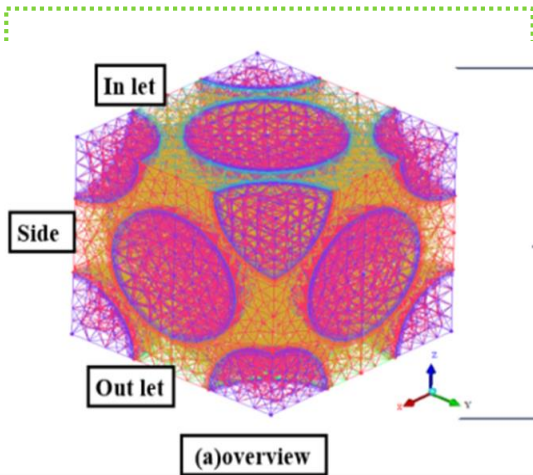 In let
Side
Out let
Z
X
Y
(a)overview